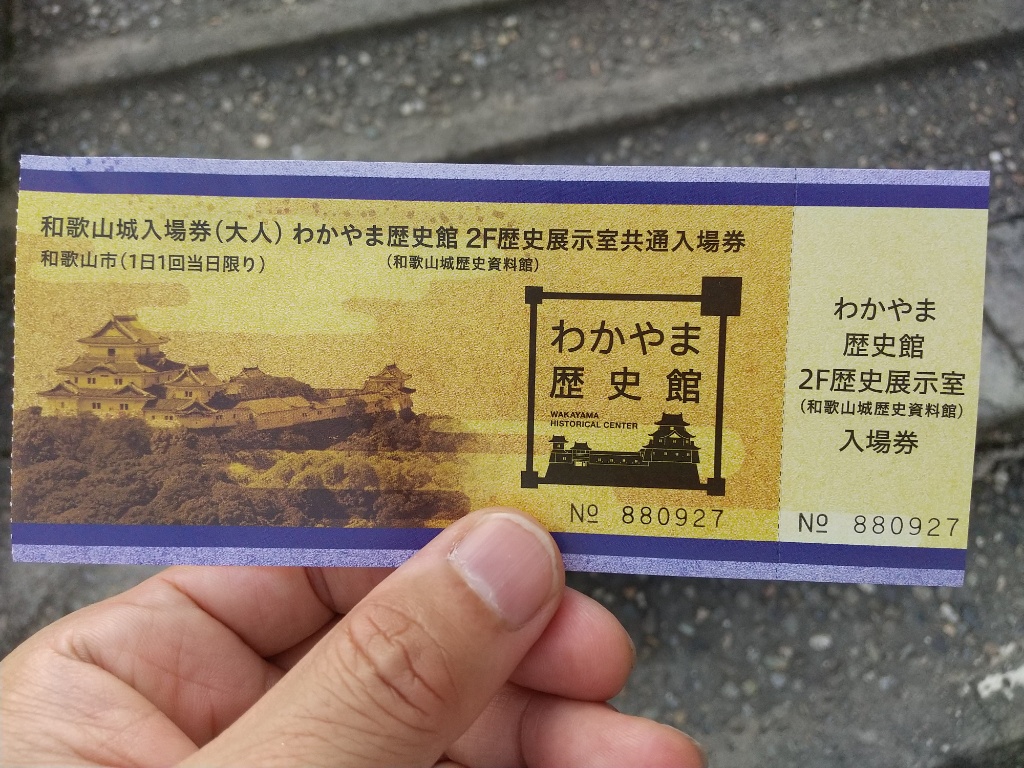 和歌山城入場券(大人) わかやま歴史館 2F歴史展示室共通入場券
和歌山市(1日1回当日限り)
(和歌山城歴史資料館)
わかやま
歴史館
WAKAYAMA
HISTORICAL CENTER
№ 880927
わかやま
歴史館
2F歴史展示室
(和歌山城歴史資料館)
入場券
№ 880927